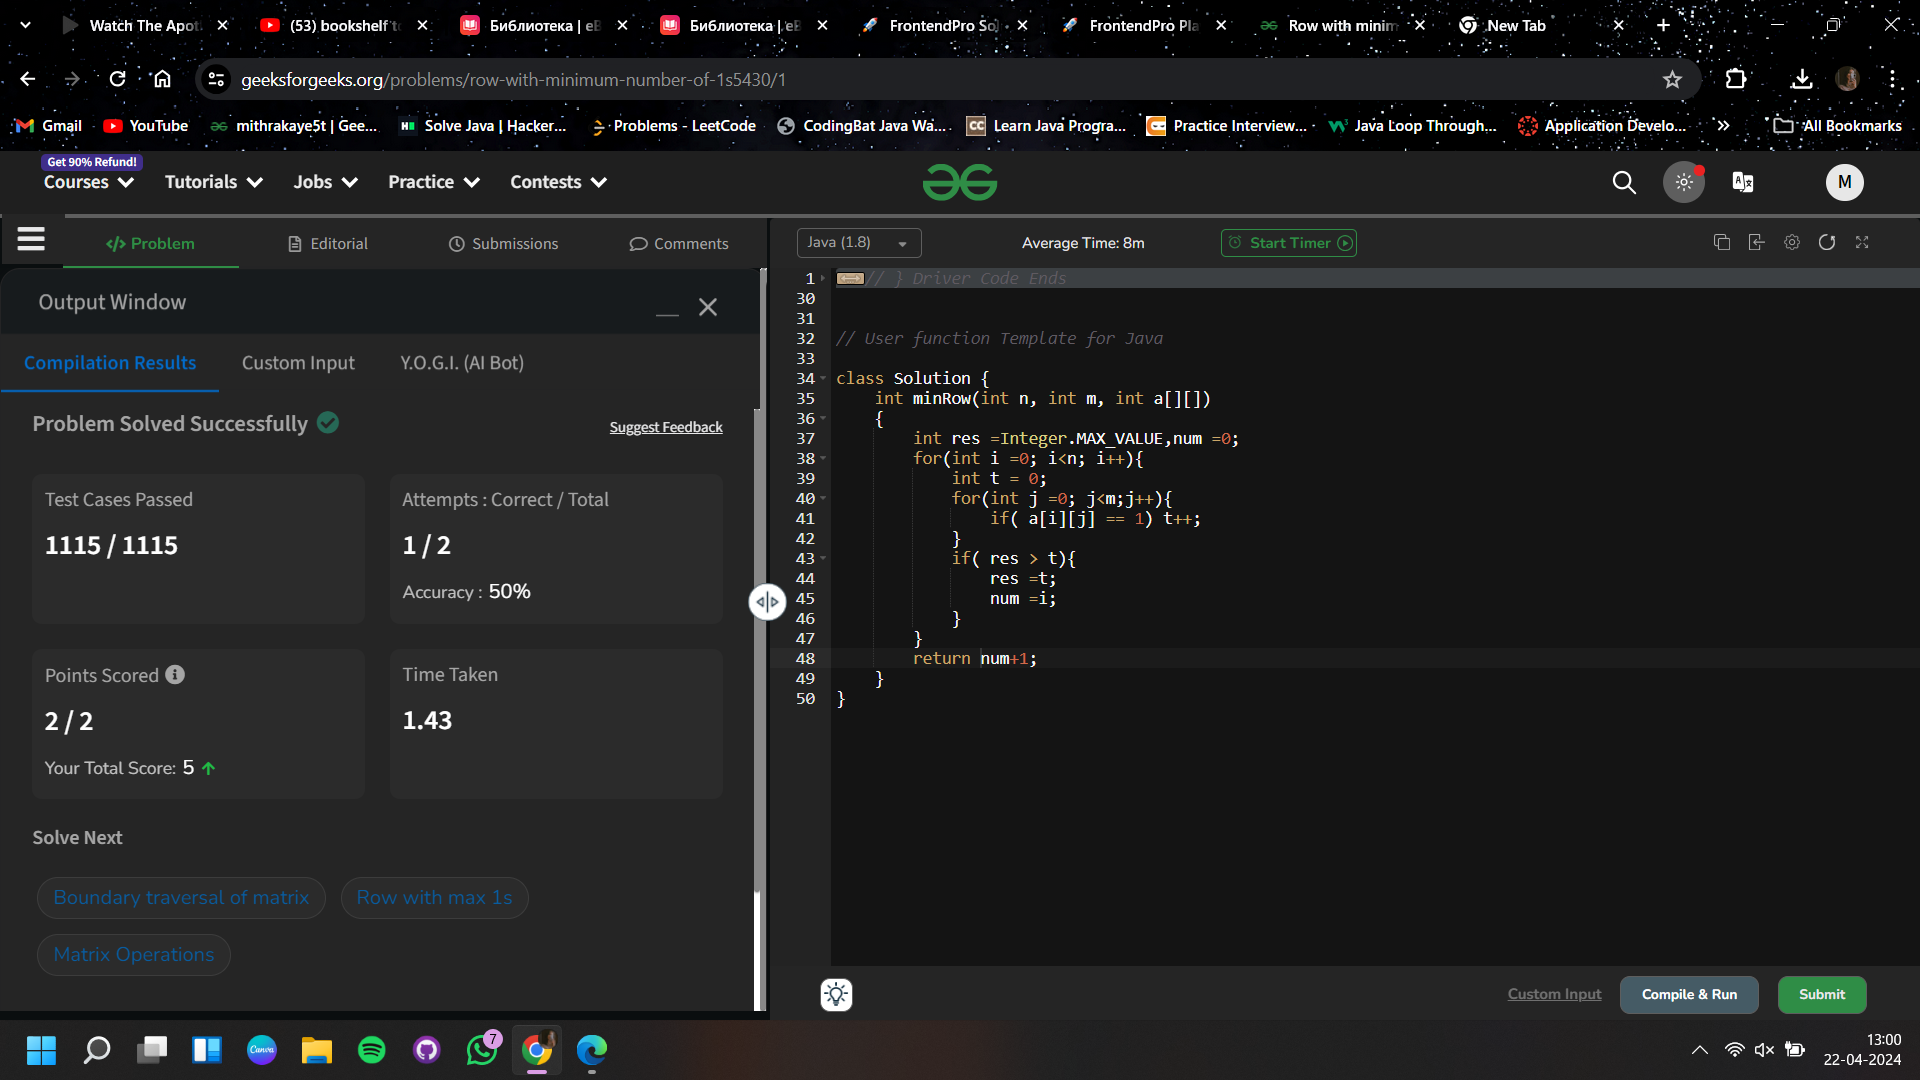 Watch The Apot
(53) bookshelf to
Библиотека | eB
Библиотека | eB
FrontendPro Sol
FrontendPro Pla
Row with minim
New Tab
geeksforgeeks.org/problems/row-with-minimum-number-of-1s5430/1
Gmail
YouTube
mithrakaye5t | Gee...
Solve Java | Hacker...
Problems - LeetCode
CodingBat Java Wa...
Learn Java Progra...
Practice Interview...
Java Loop Through...
Application Develo...
All Bookmarks
Get 90% Refund!
Courses
Tutorials
Jobs
Practice
Contests
M
Problem
Editorial
Submissions
Comments
Java (1.8)
Average Time: 8m
Start Timer
Output Window
Compilation Results
Custom Input
Y.O.G.I. (AI Bot)
Problem Solved Successfully
Suggest Feedback
Test Cases Passed
1115 / 1115
Attempts : Correct / Total
1 / 2
Accuracy : 50%
Points Scored
2 / 2
Your Total Score: 5
Time Taken
1.43
Solve Next
Boundary traversal of matrix
Row with max 1s
Matrix Operations
1 // } Driver Code Ends
30
31
32 // User function Template for Java
33
34 class Solution {
35 int minRow(int n, int m, int a[][])
36 {
37 int res =Integer.MAX_VALUE,num =0;
38 for(int i =0; i<n; i++){
39 int t = 0;
40 for(int j =0; j<m;j++){
41 if( a[i][j] == 1) t++;
42 }
43 if( res > t){
44 res =t;
45 num =i;
46 }
47 }
48 return num+1;
49 }
50 }
Custom Input
Compile & Run
Submit
Canva
7
13:00
22-04-2024